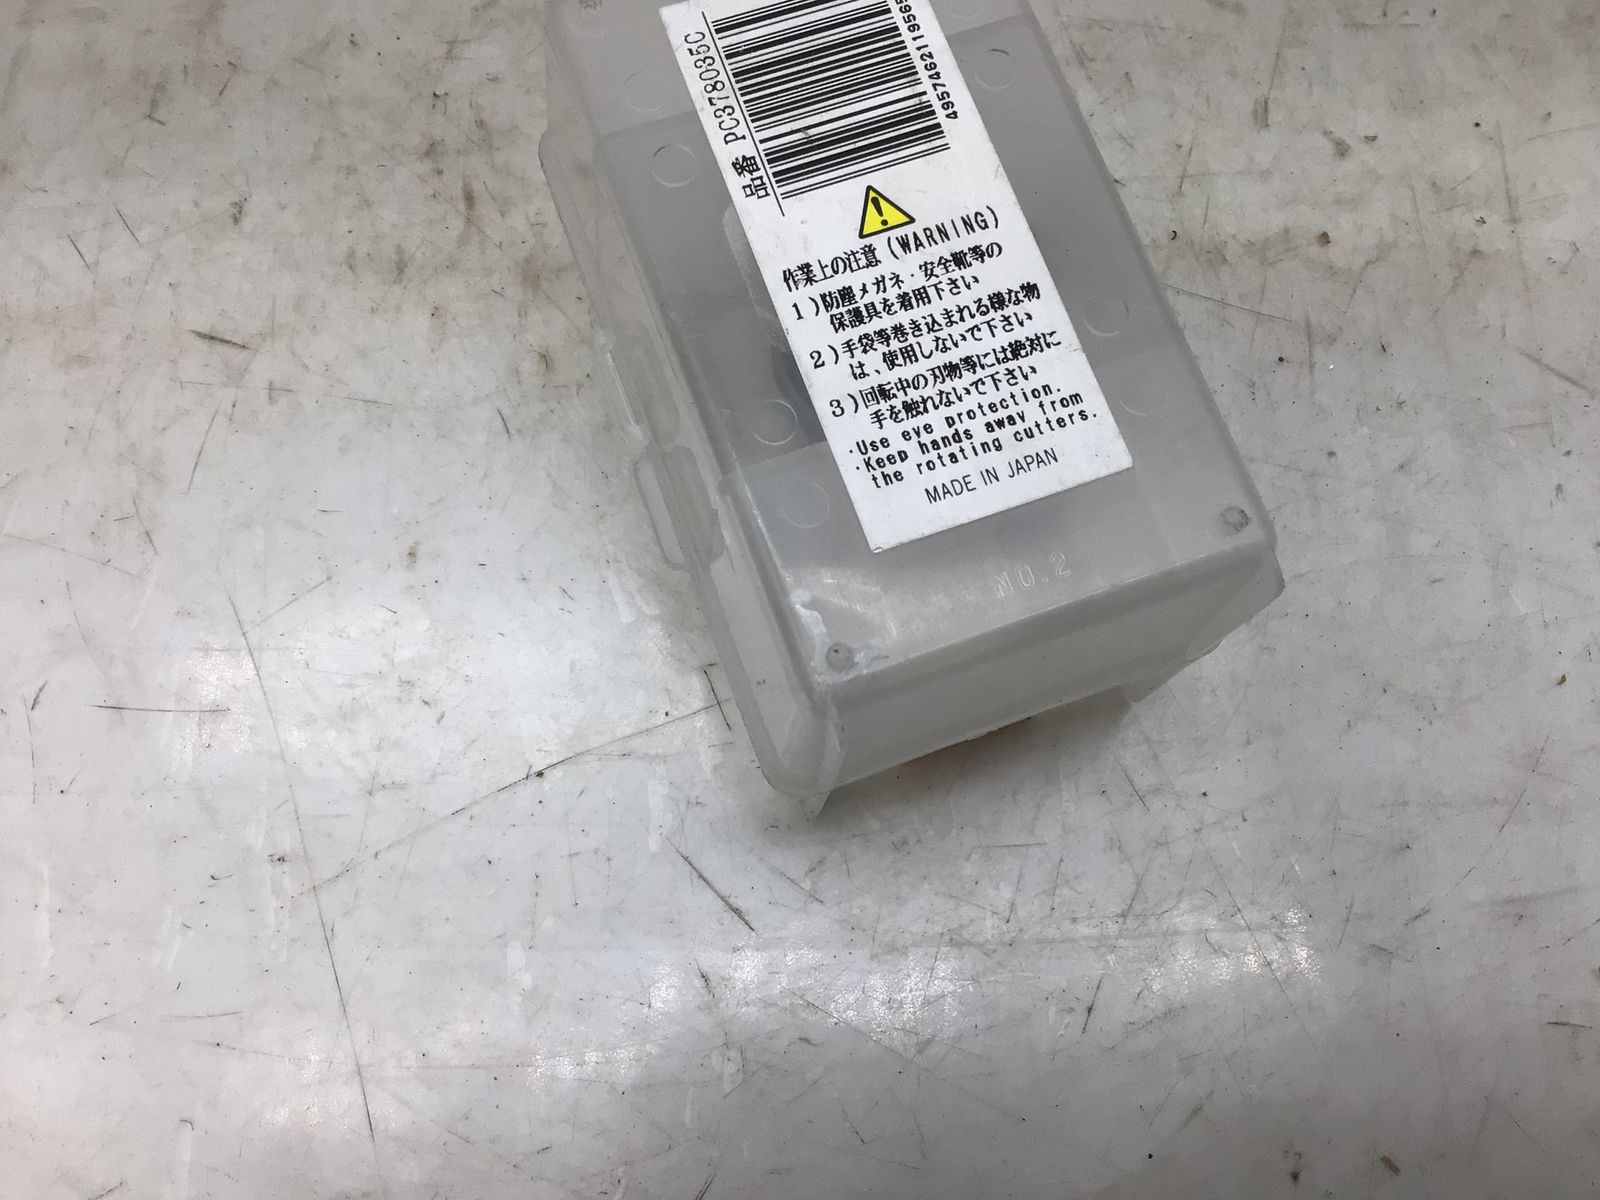 品番 PC378035C
作業上の注意 (WARNING)
1)防塵メガネ・安全靴等の
保護具を着用下さい
2)手袋等巻き込まれる様な物
は、使用しないで下さい
3)回転中の刃物等には絶対に
手を触れないで下さい
·Use eye protection.
·Keep hands away from
the rotating cutters.
MADE IN JAPAN
NO.2